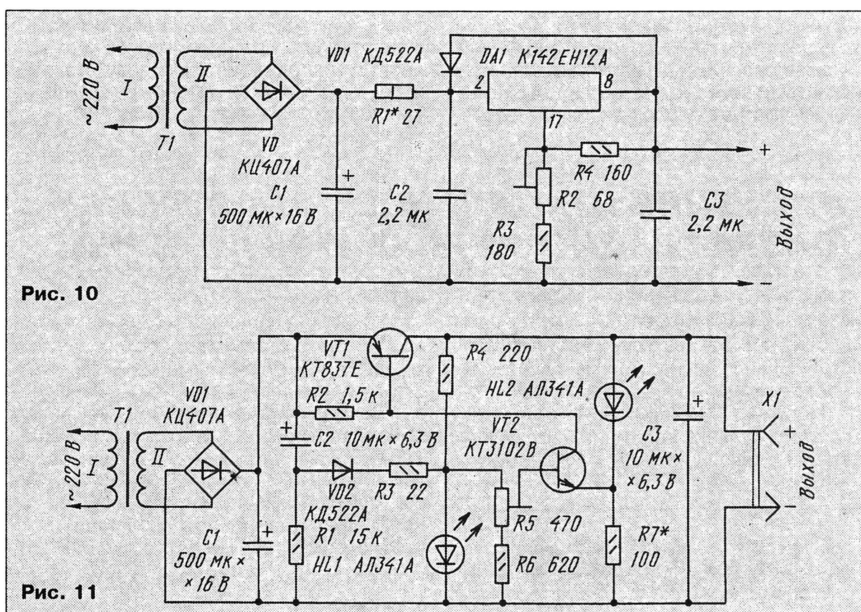 VD1 КД522А
DA1 К142ЕН12А
2
8
17
~ 220 В
I
II
T1
VD
КЦ407А
R1* 27
C1
500 мк×16 В
C2
2,2 мк
R4 160
R2 68
R3
180
C3
2,2 мк
+
Выход
−
Рис. 10
VT1
КТ837Е
R4 220
HL2 АЛ341А
VD1
КЦ407А
T1
~220 В
I
II
R2 1,5 к
VT2
КТ3102В
X1
C2 10 мк × 6,3 В
C3
10 мк×
×6,3 В
+
Выход
−
VD2
КД522А
R3 22
R5 470
R7*
100
C1
500 мк×
×16 В
R1 15 к
HL1 АЛ341А
R6 620
Рис. 11